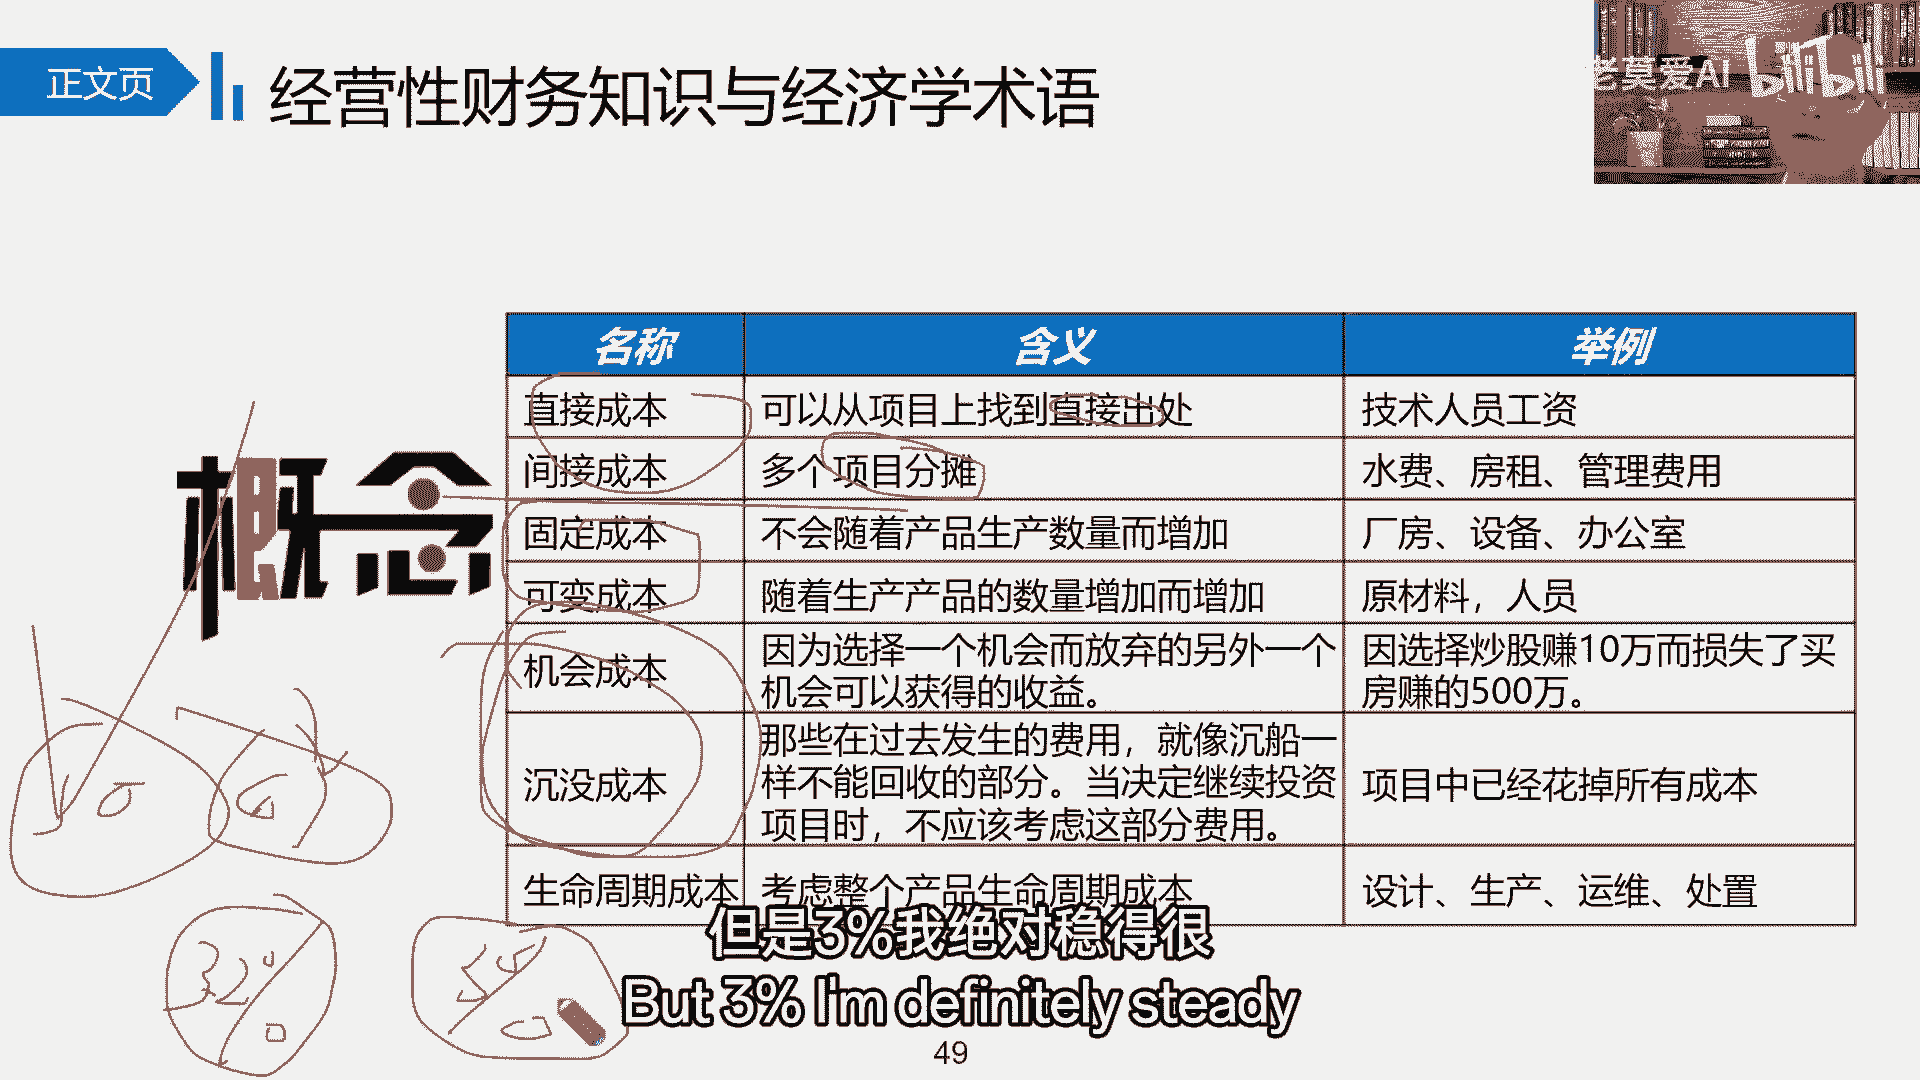 正文页
经营性财务知识与经济学术语
老莫爱AI
bilibili
概念
名称 含义 举例
直接成本 可以从项目上找到直接出处 技术人员工资
间接成本 多个项目分摊 水费、房租、管理费用
固定成本 不会随着产品生产数量而增加 厂房、设备、办公室
可变成本 随着生产产品的数量增加而增加 原材料，人员
机会成本 因为选择一个机会而放弃的另外一个机会可以获得的收益。 因选择炒股赚10万而损失了买房赚的500万。
沉没成本 那些在过去发生的费用，就像沉船一样不能回收的部分。当决定继续投资项目时，不应该考虑这部分费用。 项目中已经花掉所有成本
生命周期成本 考虑整个产品生命周期成本 设计、生产、运维、处置
但是3%我绝对稳得很
But 3% I'm definitely steady
49